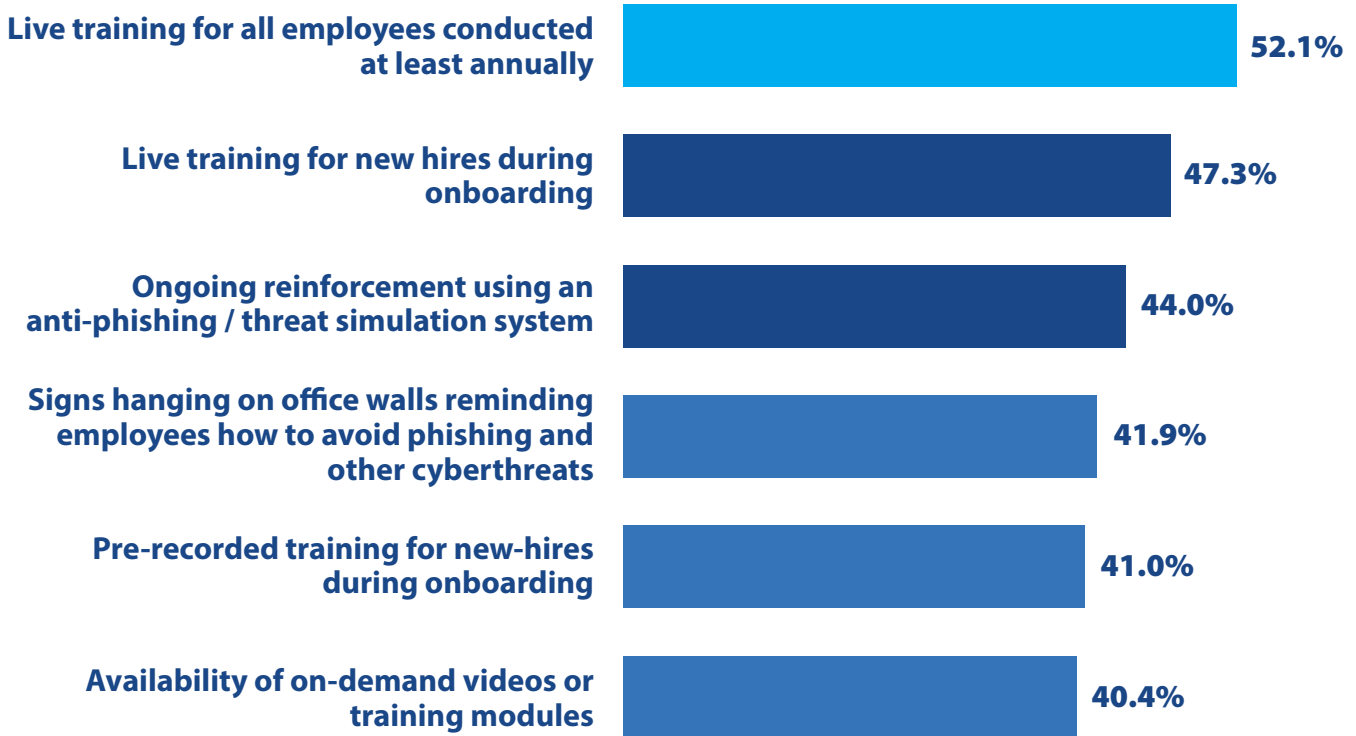 Live training for all employees conducted
at least annually
52.1%
Live training for new hires during
onboarding
47.3%
Ongoing reinforcement using an
anti-phishing / threat simulation system
44.0%
Signs hanging on office walls reminding
employees how to avoid phishing and
other cyberthreats
41.9%
Pre-recorded training for new-hires
during onboarding
41.0%
Availability of on-demand videos or
training modules
40.4%